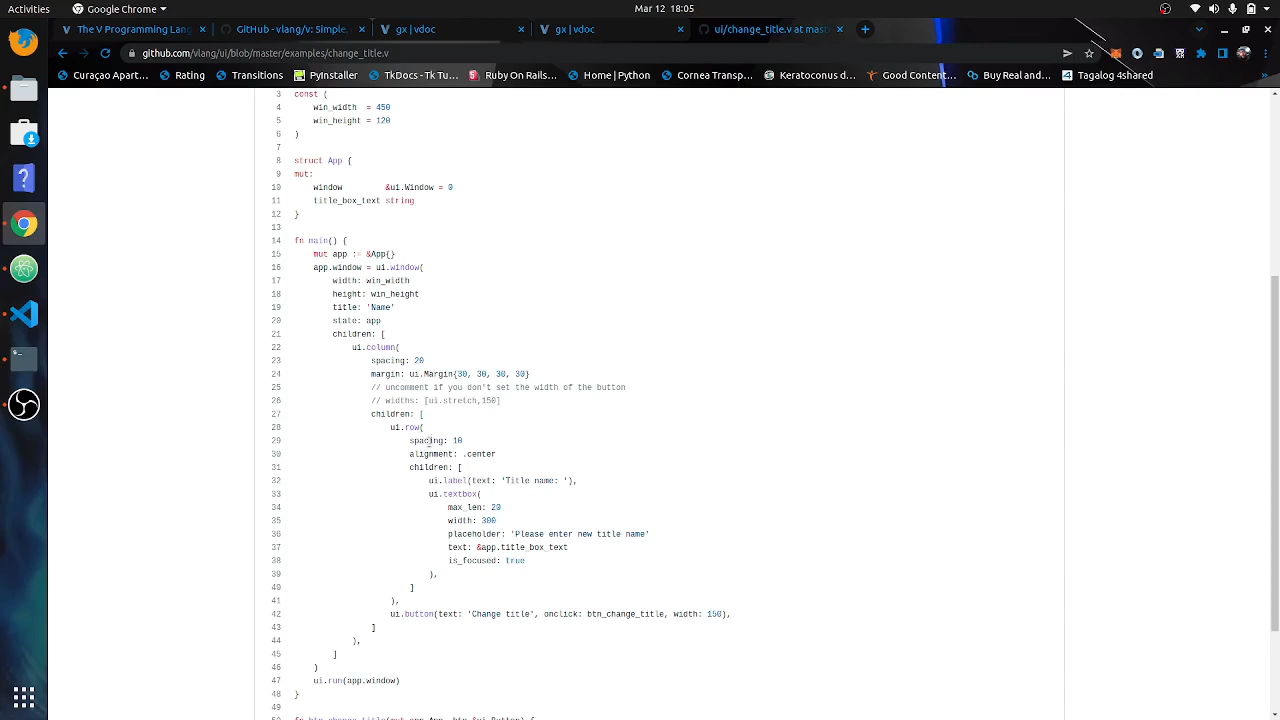 Activities
Google Chrome
Mar 12 18:05
The V Programming Lang
GitHub - vlang/v: Simple,
gx | vdoc
gx | vdoc
ui/change_title.v at mast
github.com/vlang/ui/blob/master/examples/change_title.v
Curaçao Apart…
Rating
Transitions
PyInstaller
TkDocs - Tk Tu…
Ruby On Rails…
Home | Python
Cornea Transp…
Keratoconus d…
Good Content…
Buy Real and…
Tagalog 4shared
»
3 const (
4 win_width = 450
5 win_height = 120
6 )
7
8 struct App {
9 mut:
10 window &ui.Window = 0
11 title_box_text string
12 }
13
14 fn main() {
15 mut app := &App{}
16 app.window = ui.window(
17 width: win_width
18 height: win_height
19 title: 'Name'
20 state: app
21 children: [
22 ui.column(
23 spacing: 20
24 margin: ui.Margin{30, 30, 30, 30}
25 // uncomment if you don't set the width of the button
26 // widths: [ui.stretch,150]
27 children: [
28 ui.row(
29 spacing: 10
30 alignment: .center
31 children: [
32 ui.label(text: 'Title name: '),
33 ui.textbox(
34 max_len: 20
35 width: 300
36 placeholder: 'Please enter new title name'
37 text: &app.title_box_text
38 is_focused: true
39 ),
40 ]
41 ),
42 ui.button(text: 'Change title', onclick: btn_change_title, width: 150),
43 ]
44 ),
45 ]
46 )
47 ui.run(app.window)
48 }
49
50 fn btn_change_title(mut app App, btn &ui.Button) {